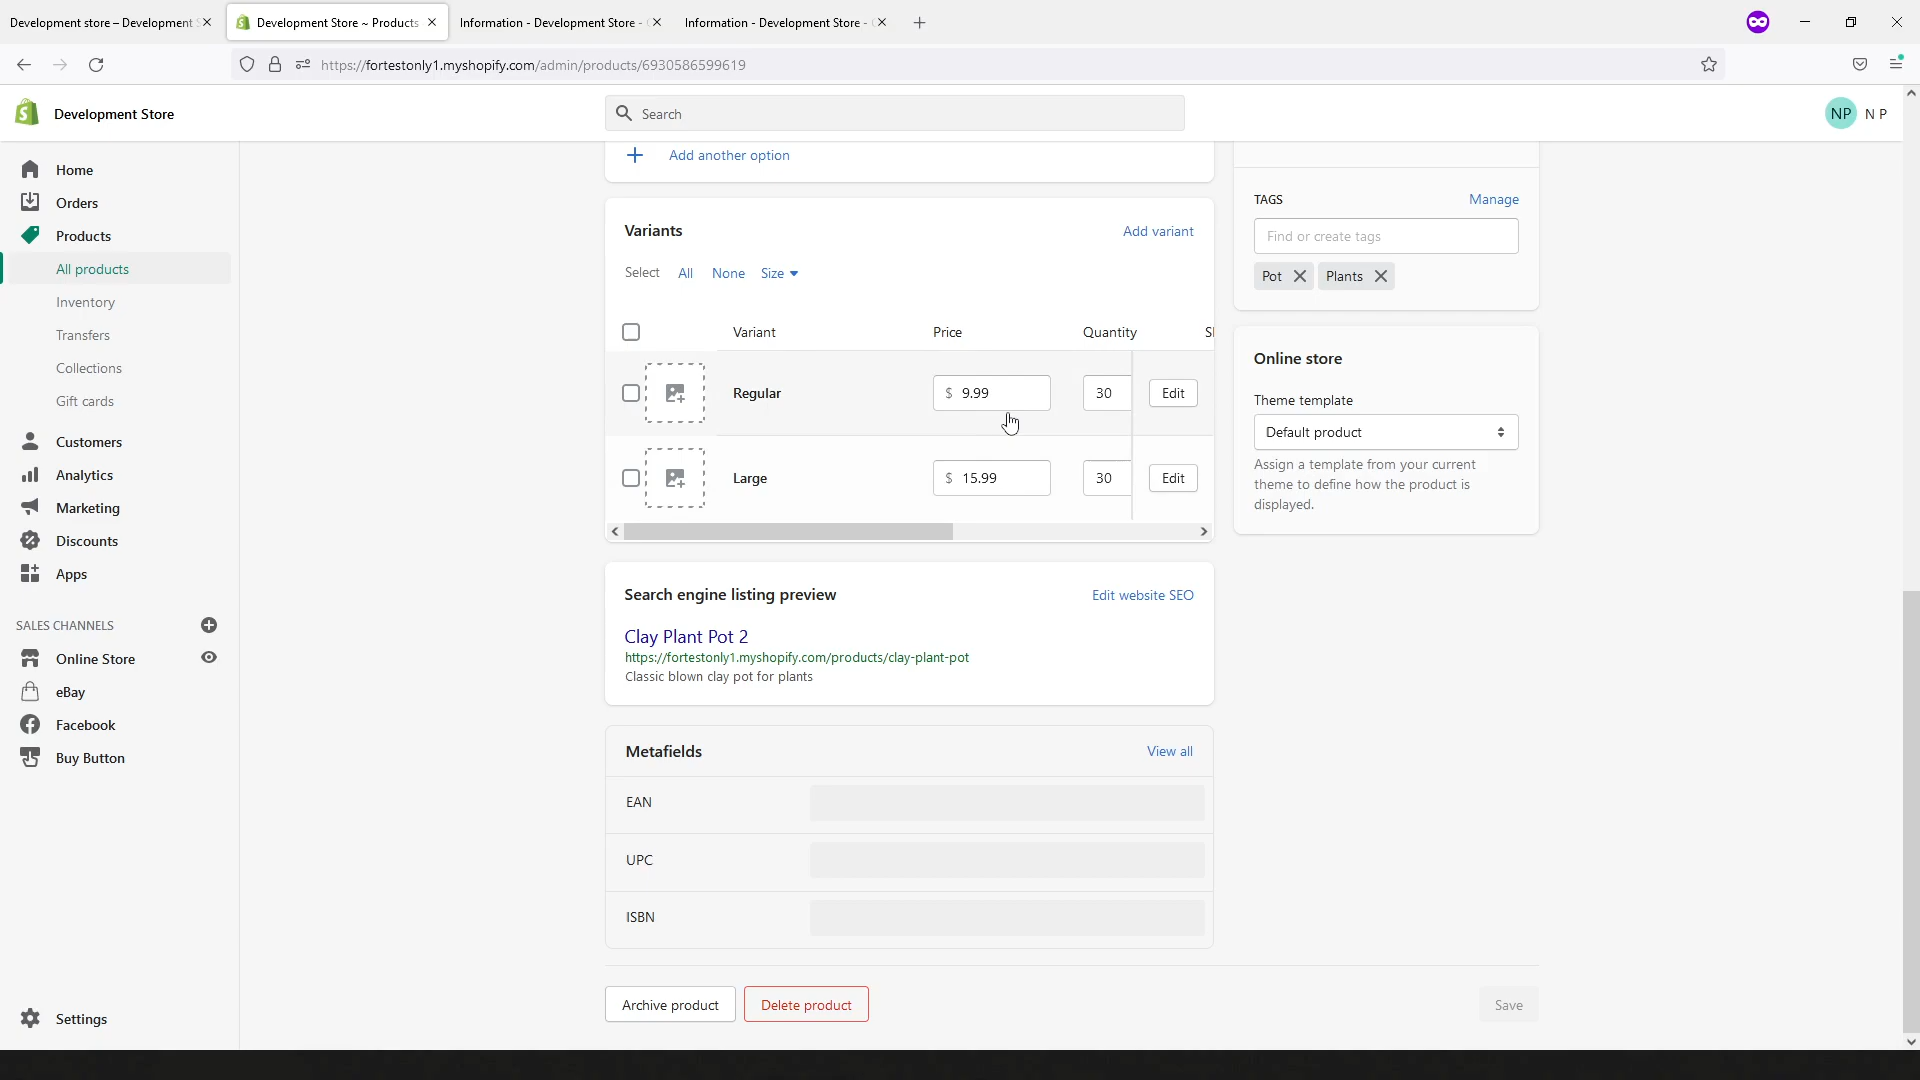 Development store – Development S
Development Store ~ Products
Information - Development Store -
Information - Development Store -
https://fortestonly1.myshopify.com/admin/products/6930586599619
Development Store
Search
NP
N P
Home
Orders
Products
All products
Inventory
Transfers
Collections
Gift cards
Customers
Analytics
Marketing
Discounts
Apps
SALES CHANNELS
Online Store
eBay
Facebook
Buy Button
Settings
Add another option
Variants
Add variant
Select All None Size
Variant Price Quantity
Regular $ 9.99 30 Edit
Large $ 15.99 30 Edit
Search engine listing preview
Edit website SEO
Clay Plant Pot 2
https://fortestonly1.myshopify.com/products/clay-plant-pot
Classic blown clay pot for plants
Metafields
View all
EAN
UPC
ISBN
Archive product
Delete product
Save
TAGS
Manage
Find or create tags
Pot
Plants
Online store
Theme template
Default product
Assign a template from your current
theme to define how the product is
displayed.